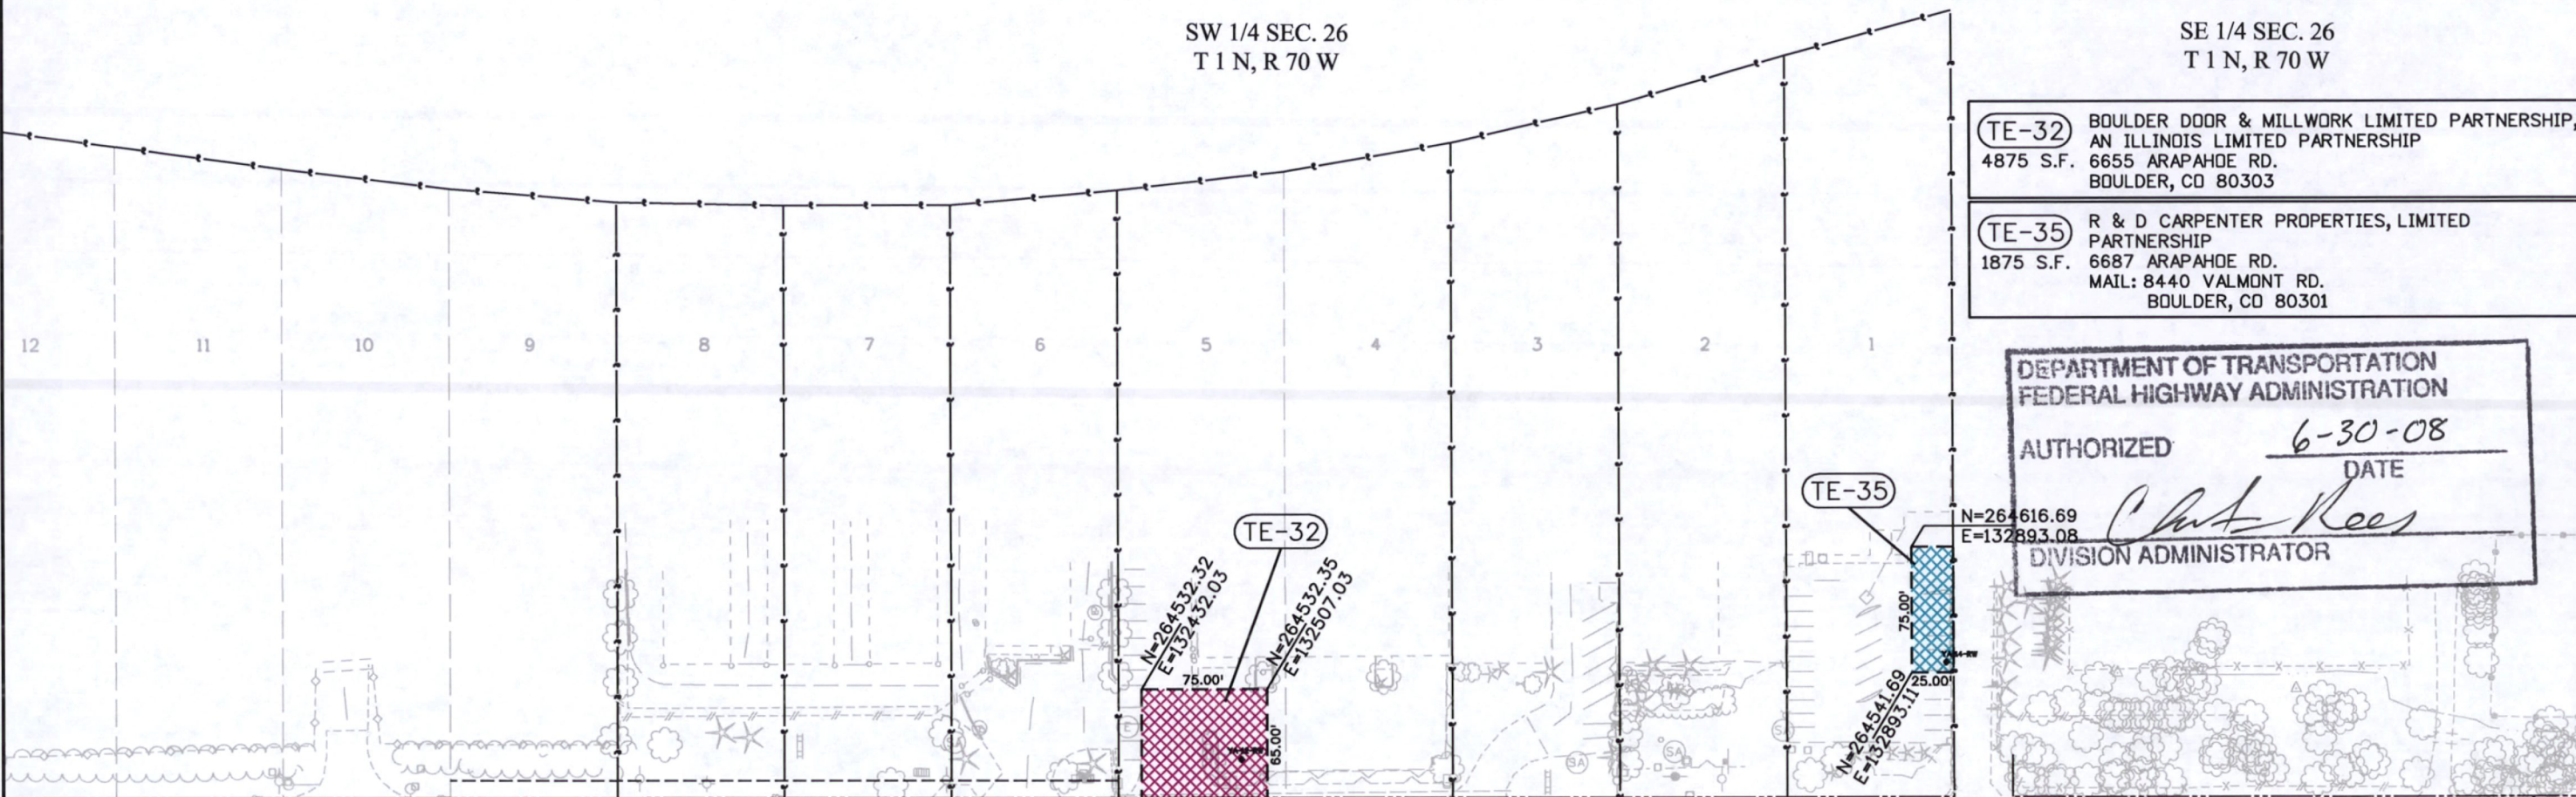 SW 1/4 SEC. 26
T 1 N, R 70 W
SE 1/4 SEC. 26
T 1 N, R 70 W
TE-32
BOULDER DOOR & MILLWORK LIMITED PARTNERSHIP,
AN ILLINOIS LIMITED PARTNERSHIP
4875 S.F. 6655 ARAPAHOE RD.
BOULDER, CO 80303
TE-35
R & D CARPENTER PROPERTIES, LIMITED
PARTNERSHIP
1875 S.F. 6687 ARAPAHOE RD.
MAIL: 8440 VALMONT RD.
BOULDER, CO 80301
12 11 10 9 8 7 6 5 4 3 2 1
DEPARTMENT OF TRANSPORTATION
FEDERAL HIGHWAY ADMINISTRATION
AUTHORIZED 6-30-08
DATE
DIVISION ADMINISTRATOR
TE-35
N=264616.69
E=132893.08
75.00'
25.00'
N=264541.69
E=132893.11
TE-32
N=264532.32
E=132432.03
N=264532.35
E=132507.03
75.00'
65.00'
E
SA
SA